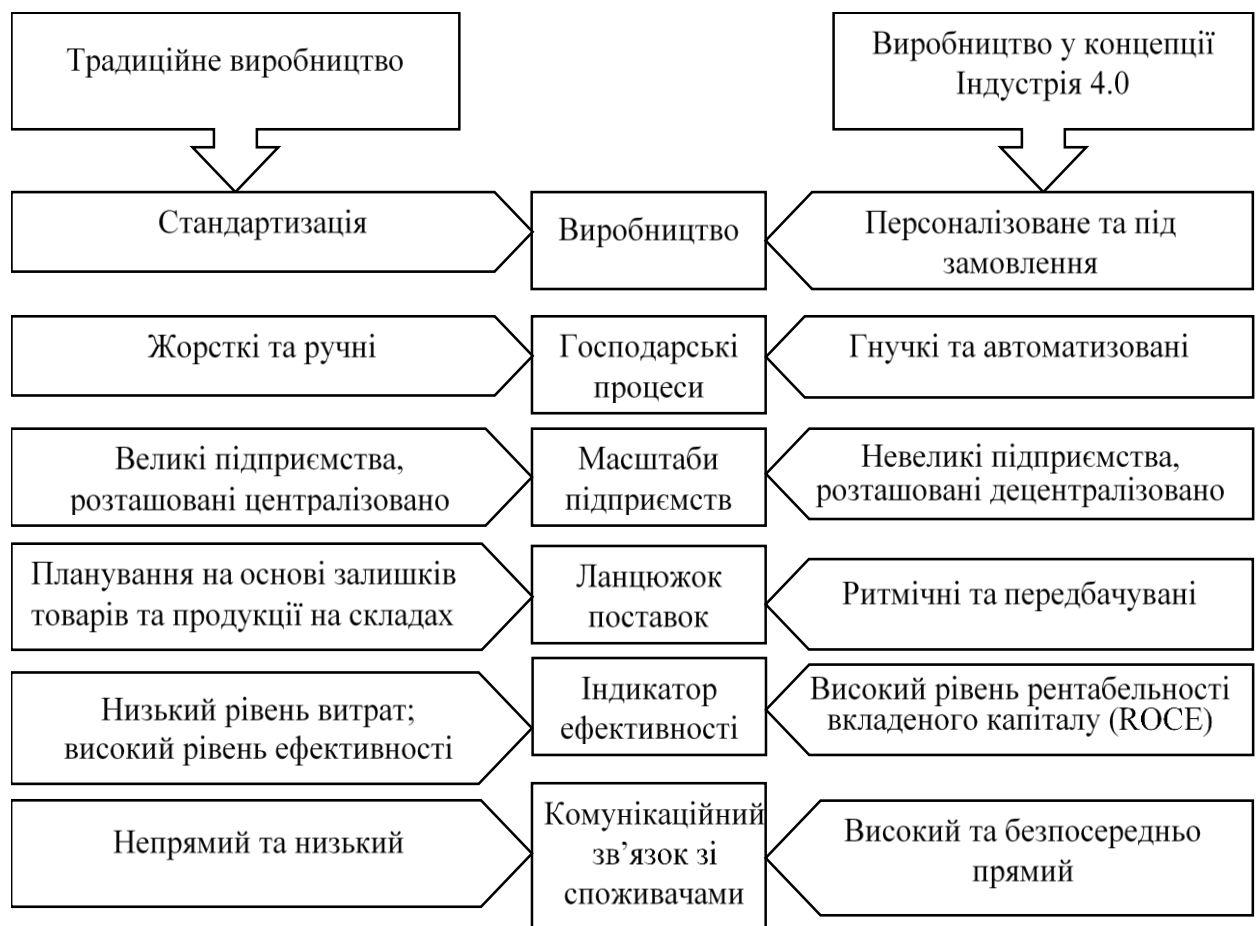 Традиційне виробництво
Виробництво у концепції
Індустрія 4.0
Стандартизація
Виробництво
Персоналізоване та під
замовлення
Жорсткі та ручні
Господарські
процеси
Гнучкі та автоматизовані
Великі підприємства,
розташовані централізовано
Масштаби
підприємств
Невеликі підприємства,
розташовані децентралізовано
Планування на основі залишків
товарів та продукції на складах
Ланцюжок
поставок
Ритмічні та передбачувані
Низький рівень витрат;
високий рівень ефективності
Індикатор
ефективності
Високий рівень рентабельності
вкладеного капіталу (ROCE)
Непрямий та низький
Комунікаційний
зв’язок зі
споживачами
Високий та безпосередньо
прямий